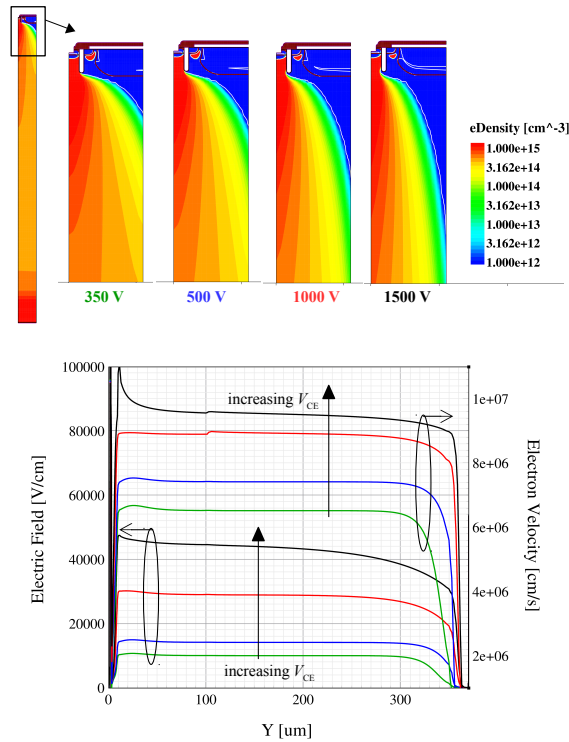 eDensity [cm^-3]
1.000e+15
3.162e+14
1.000e+14
3.162e+13
1.000e+13
3.162e+12
1.000e+12
350 V
500 V
1000 V
1500 V
100000
80000
60000
40000
20000
0
Electric Field [V/cm]
increasing VCE
increasing VCE
1e+07
8e+06
6e+06
4e+06
2e+06
Electron Velocity [cm/s]
0
100
200
300
Y [um]